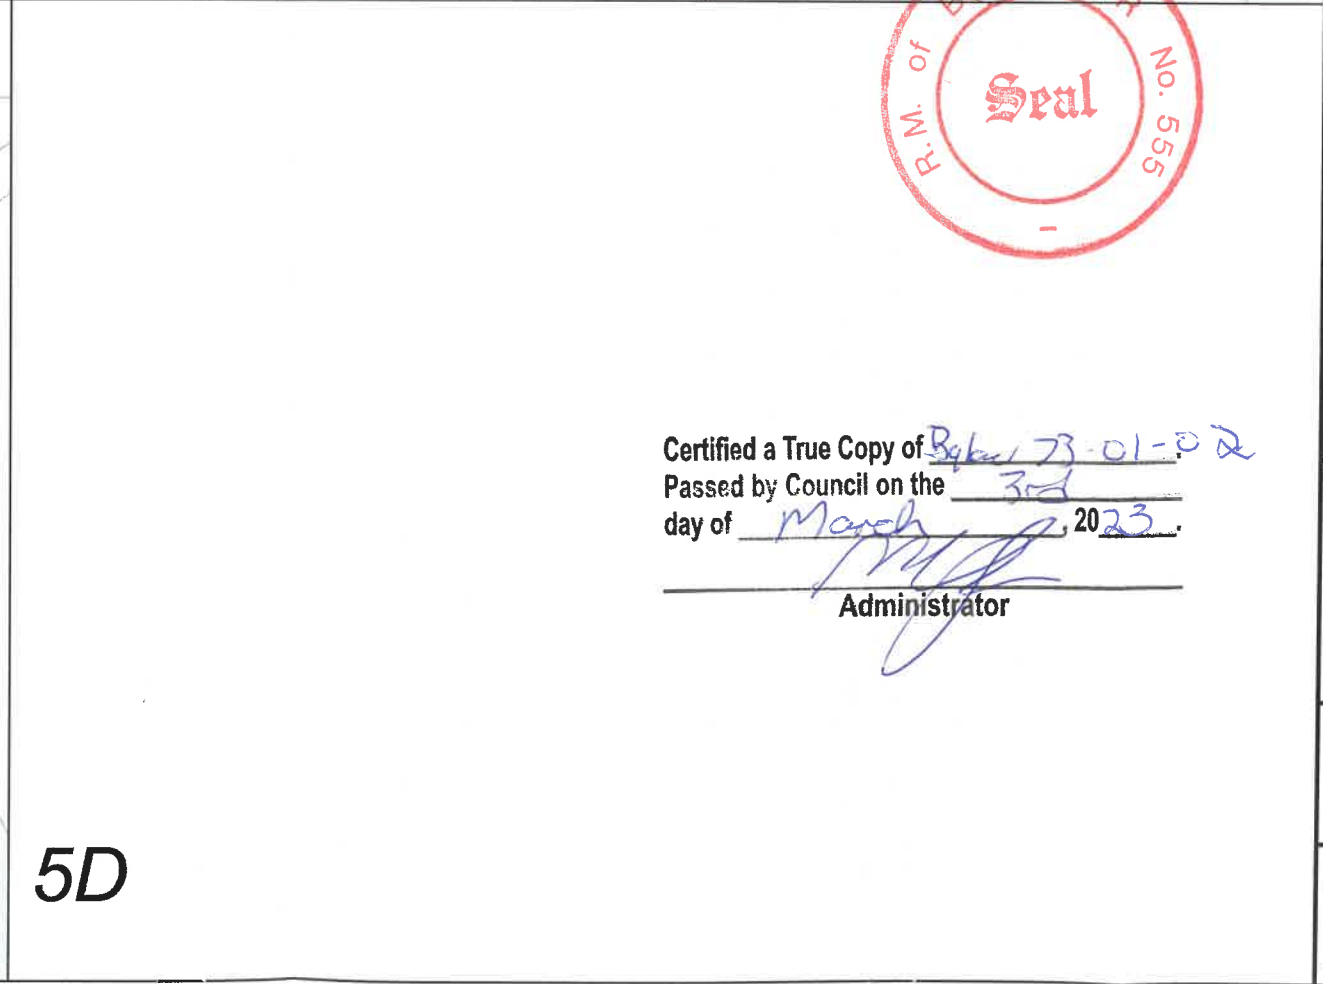 R.M. of B R No. 555
Seal
Certified a True Copy of Bylaw 23-01-02.
Passed by Council on the 3rd
day of March, 2023.
Administrator
5D